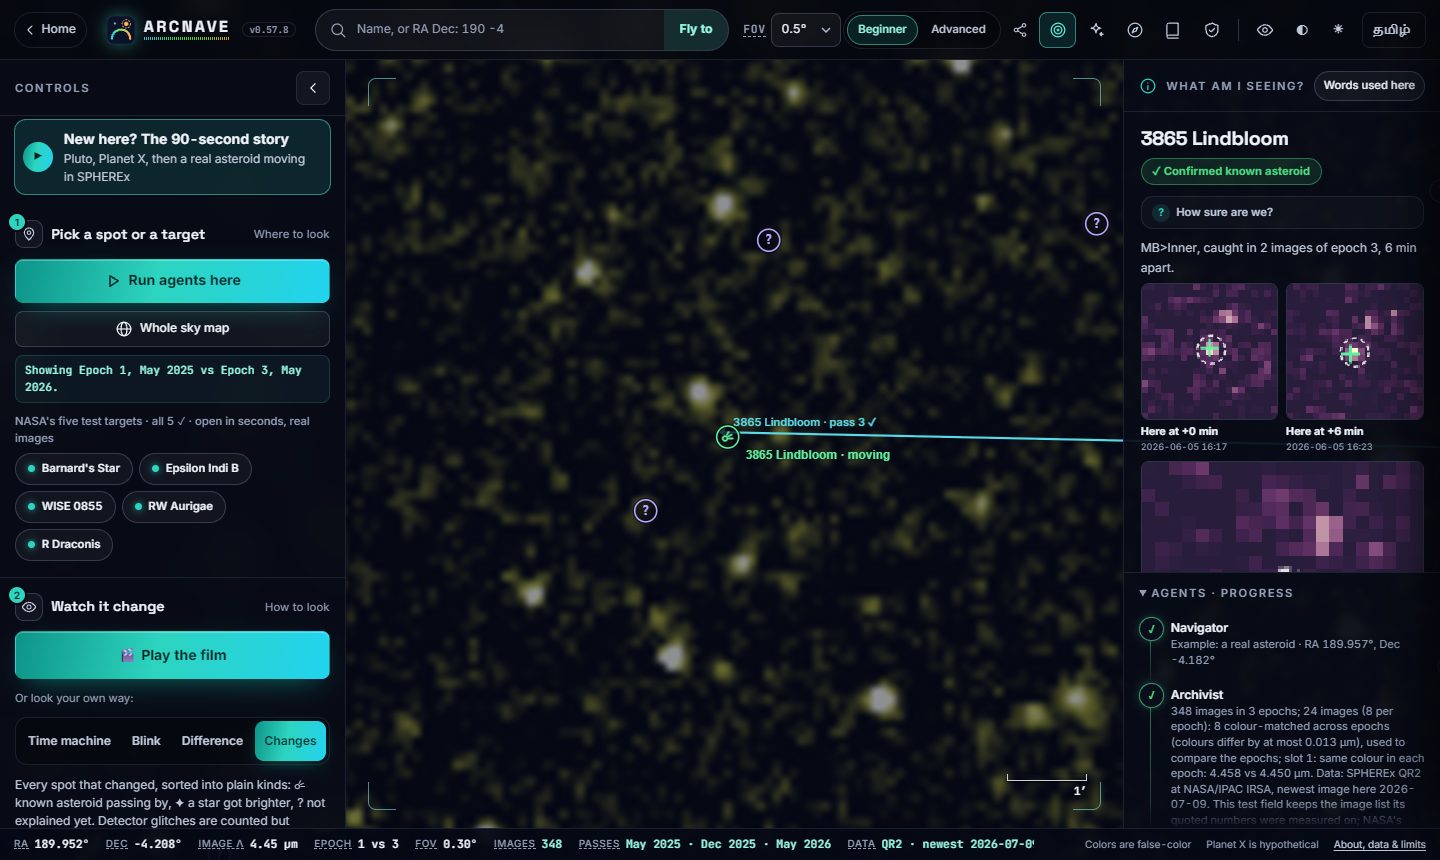 Home
ARCNAVE
v0.57.8
Name, or RA Dec: 190 -4
Fly to
FOV
0.5°
Beginner
Advanced
தமிழ்
CONTROLS
New here? The 90-second story
Pluto, Planet X, then a real asteroid moving
in SPHEREx
1
Pick a spot or a target
Where to look
Run agents here
Whole sky map
Showing Epoch 1, May 2025 vs Epoch 3, May
2026.
NASA's five test targets · all 5 ✓ · open in seconds, real
images
Barnard's Star
Epsilon Indi B
WISE 0855
RW Aurigae
R Draconis
2
Watch it change
How to look
Play the film
Or look your own way:
Time machine
Blink
Difference
Changes
Every spot that changed, sorted into plain kinds: ☄
known asteroid passing by, ✦ a star got brighter, ? not
explained yet. Detector glitches are counted but
?
?
3865 Lindbloom · pass 3 ✓
3865 Lindbloom · moving
?
1′
WHAT AM I SEEING?
Words used here
3865 Lindbloom
✓ Confirmed known asteroid
? How sure are we?
MB>Inner, caught in 2 images of epoch 3, 6 min
apart.
Here at +0 min
2026-06-05 16:17
Here at +6 min
2026-06-05 16:23
▼ AGENTS · PROGRESS
✓ Navigator
Example: a real asteroid · RA 189.957°, Dec
-4.182°
✓ Archivist
348 images in 3 epochs; 24 images (8 per
epoch): 8 colour-matched across epochs
(colours differ by at most 0.013 µm), used to
compare the epochs; slot 1: same colour in each
epoch: 4.458 vs 4.450 µm. Data: SPHEREx QR2
at NASA/IPAC IRSA, newest image here 2026-
07-09. This test field keeps the image list its
quoted numbers were measured on; NASA's
RA 189.952°
DEC -4.208°
IMAGE Λ 4.45 µm
EPOCH 1 vs 3
FOV 0.30°
IMAGES 348
PASSES May 2025 · Dec 2025 · May 2026
DATA QR2 · newest 2026-07-09
Colors are false-color
Planet X is hypothetical
About, data & limits